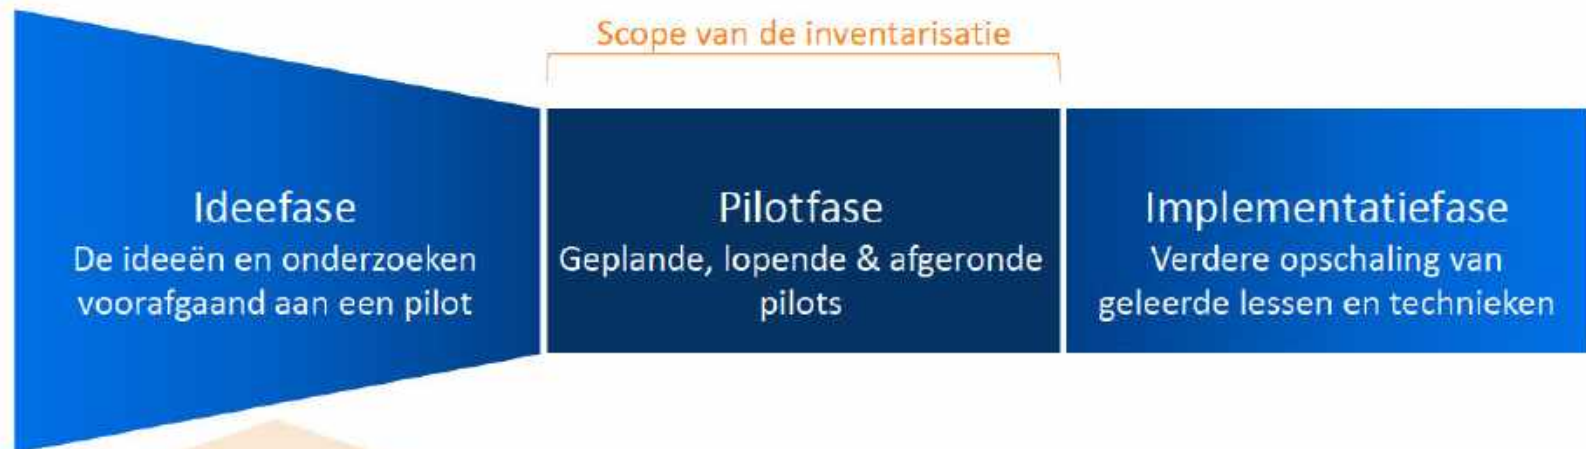 Scope van de inventarisatie
Ideefase
De ideeën en onderzoeken
voorafgaand aan een pilot
Pilotfase
Geplande, lopende & afgeronde
pilots
Implementatiefase
Verdere opschaling van
geleerde lessen en technieken